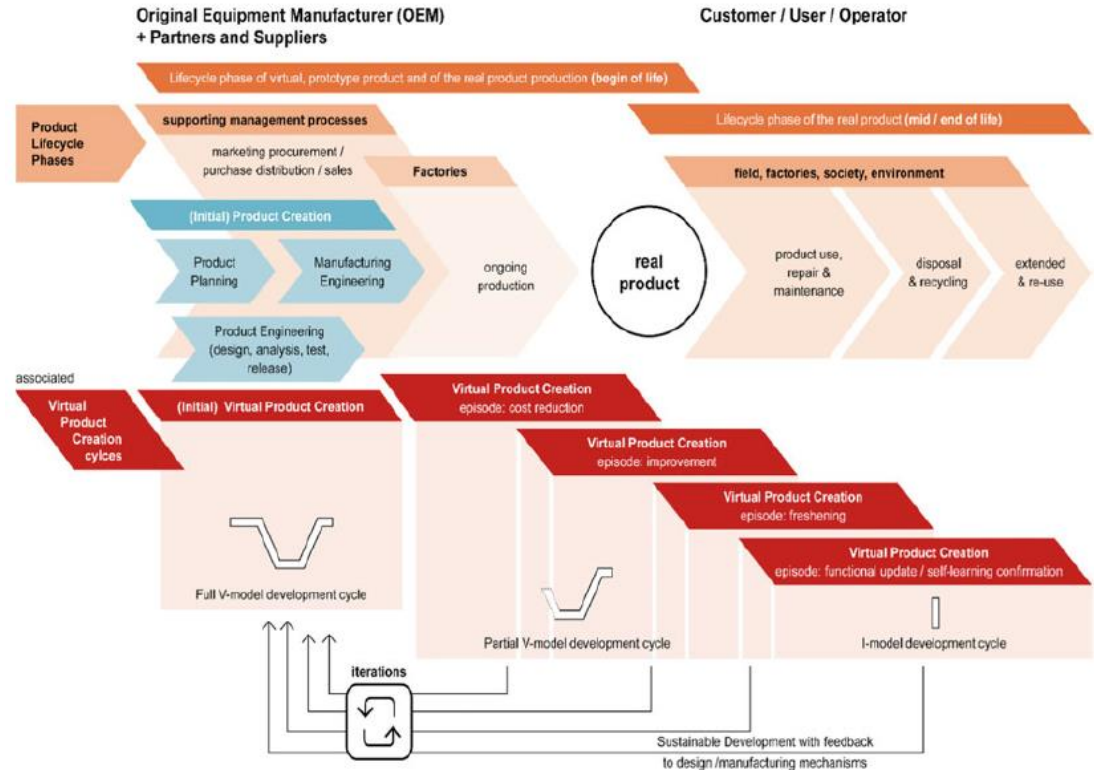 Original Equipment Manufacturer (OEM)
+ Partners and Suppliers
Customer / User / Operator
Lifecycle phase of virtual, prototype product and of the real product production (begin of life)
Product
Lifecycle
Phases
supporting management processes
marketing procurement /
purchase distribution / sales
Factories
Lifecycle phase of the real product (mid / end of life)
field, factories, society, environment
(Initial) Product Creation
Product
Planning
Manufacturing
Engineering
ongoing
production
real
product
product use,
repair &
maintenance
disposal
& recycling
extended
& re-use
Product Engineering
(design, analysis, test,
release)
associated
Virtual
Product
Creation
cylces
(Initial) Virtual Product Creation
Virtual Product Creation
episode: cost reduction
Virtual Product Creation
episode: improvement
Virtual Product Creation
episode: freshening
Virtual Product Creation
episode: functional update / self-learning confirmation
Full V-model development cycle
Partial V-model development cycle
I-model development cycle
iterations
Sustainable Development with feedback
to design /manufacturing mechanisms